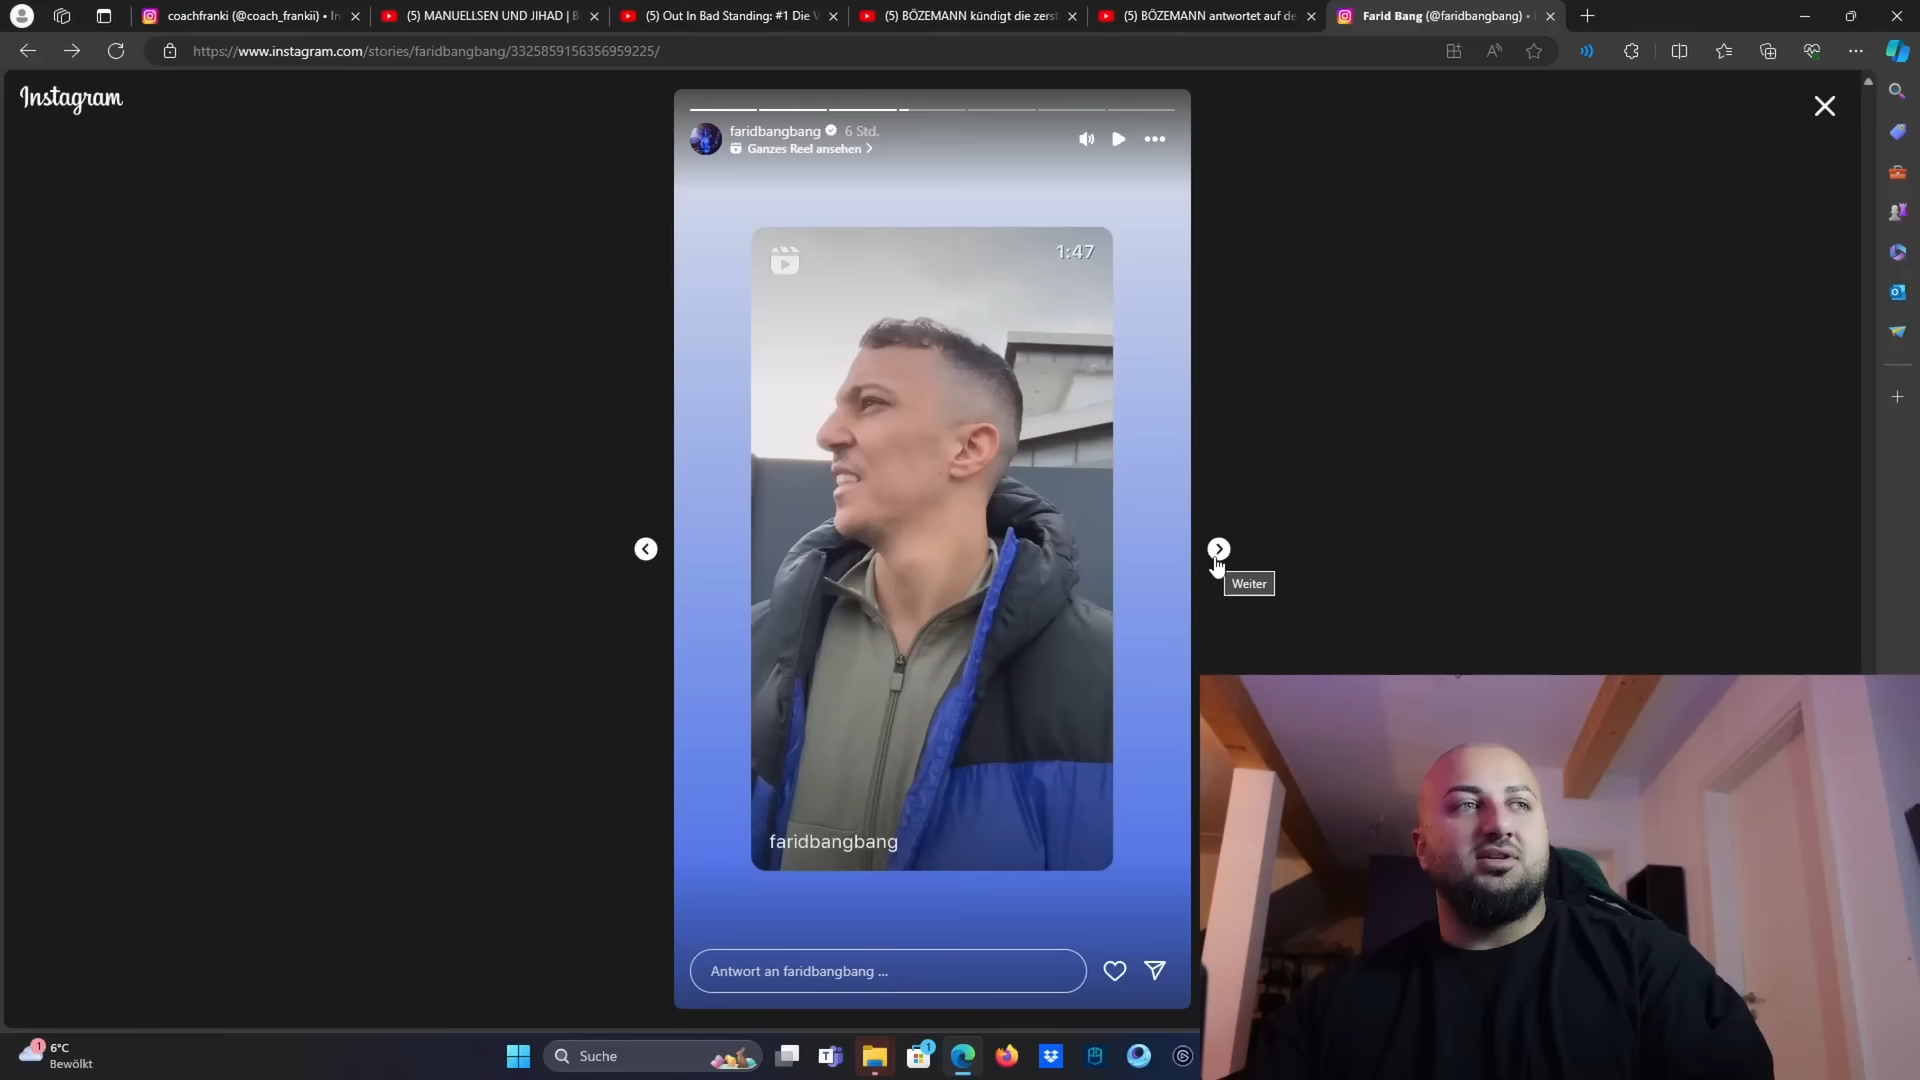 coachfranki (@coach_frankii) • In
(5) MANUELLSEN UND JIHAD | B
(5) Out In Bad Standing: #1 Die V
(5) BÖZEMANN kündigt die zerst
(5) BÖZEMANN antwortet auf de
Farid Bang (@faridbangbang) •
https://www.instagram.com/stories/faridbangbang/3325859156356959225/
Instagram
faridbangbang 6 Std.
Ganzes Reel ansehen
1:47
Weiter
faridbangbang
Antwort an faridbangbang ...
1
6°C
Bewölkt
Suche
1